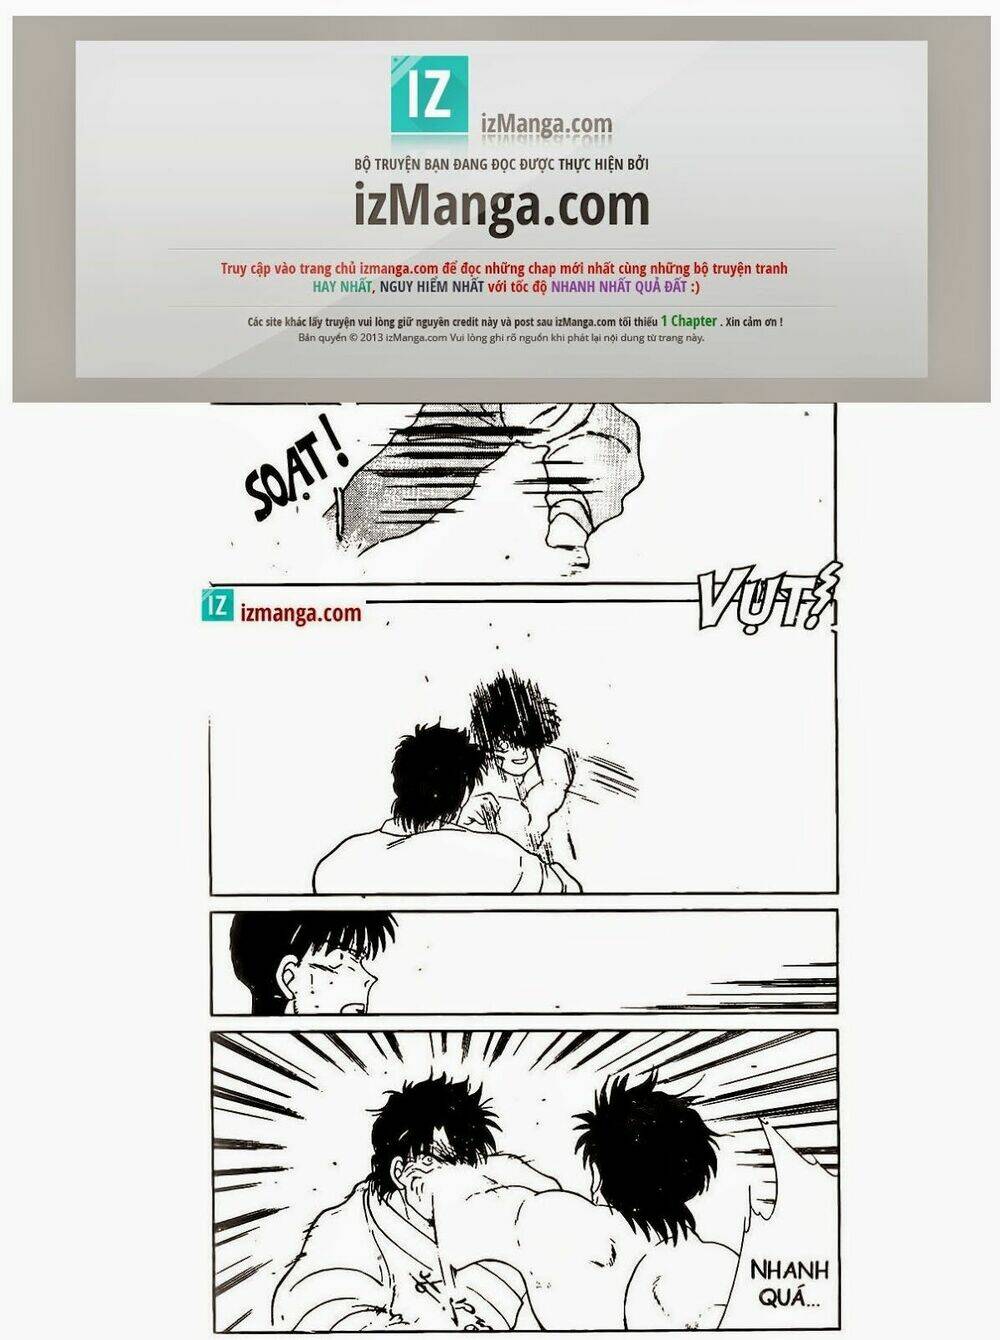 IZ
izManga.com
BỘ TRUYỆN BẠN ĐANG ĐỌC ĐƯỢC THỰC HIỆN BỞI
izManga.com
Truy cập vào trang chủ izmanga.com để đọc những chap mới nhất cùng những bộ truyện tranh
HAY NHẤT, NGUY HIỂM NHẤT với tốc độ NHANH NHẤT QUẢ ĐẤT :)
Các site khác lấy truyện vui lòng giữ nguyên credit này và post sau izManga.com tối thiếu 1 Chapter . Xin cảm ơn !
Bản quyền © 2013 izManga.com Vui lòng ghi rõ nguồn khi phát lại nội dung từ trang này.
SOẠT!
VỤT!
IZ izmanga.com
NHANH
QUÁ...